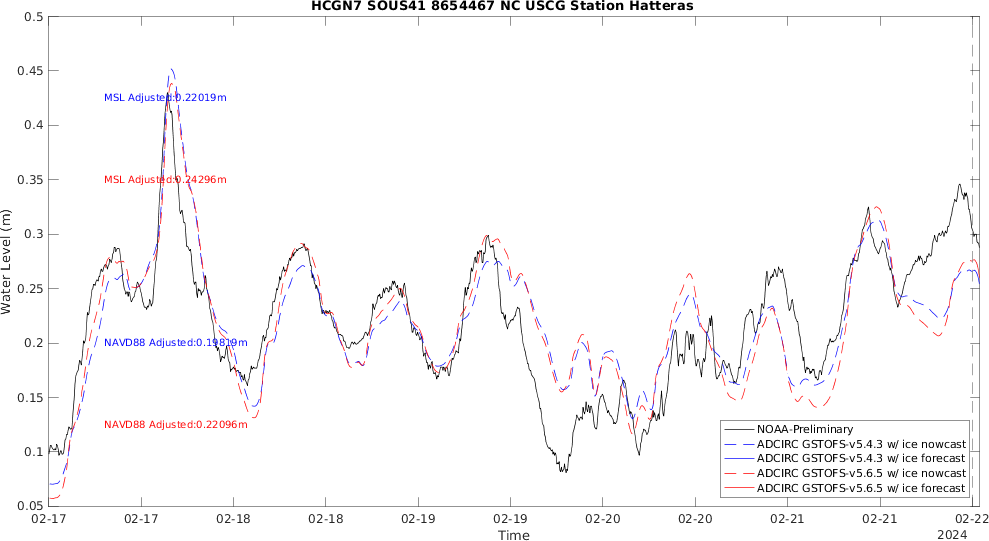 HCGN7 SOUS41 8654467 NC USCG Station Hatteras
Water Level (m)
0.5
0.45
0.4
0.35
0.3
0.25
0.2
0.15
0.1
0.05
MSL Adjusted:0.22019m
MSL Adjusted:0.24296m
NAVD88 Adjusted:0.19819m
NAVD88 Adjusted:0.22096m
NOAA-Preliminary
ADCIRC GSTOFS-v5.4.3 w/ ice nowcast
ADCIRC GSTOFS-v5.4.3 w/ ice forecast
ADCIRC GSTOFS-v5.6.5 w/ ice nowcast
ADCIRC GSTOFS-v5.6.5 w/ ice forecast
02-17 02-17 02-18 02-18 02-19 02-19 02-20 02-20 02-21 02-21 02-22
Time
2024